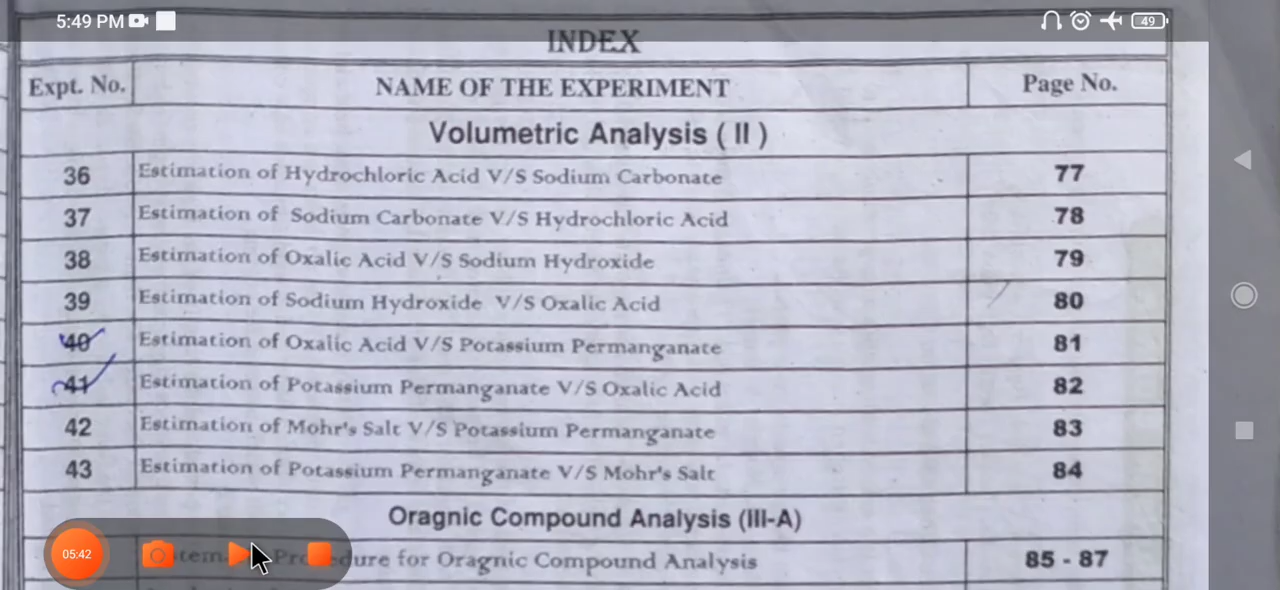 5:49 PM
49
INDEX
Expt. No. NAME OF THE EXPERIMENT Page No.
Volumetric Analysis ( II )
36 Estimation of Hydrochloric Acid V/S Sodium Carbonate 77
37 Estimation of Sodium Carbonate V/S Hydrochloric Acid 78
38 Estimation of Oxalic Acid V/S Sodium Hydroxide 79
39 Estimation of Sodium Hydroxide V/S Oxalic Acid 80
40 Estimation of Oxalic Acid V/S Potassium Permanganate 81
41 Estimation of Potassium Permanganate V/S Oxalic Acid 82
42 Estimation of Mohr's Salt V/S Potassium Permanganate 83
43 Estimation of Potassium Permanganate V/S Mohr's Salt 84
Oragnic Compound Analysis (III-A)
for Oragnic Compound Analysis 85 - 87
05:42